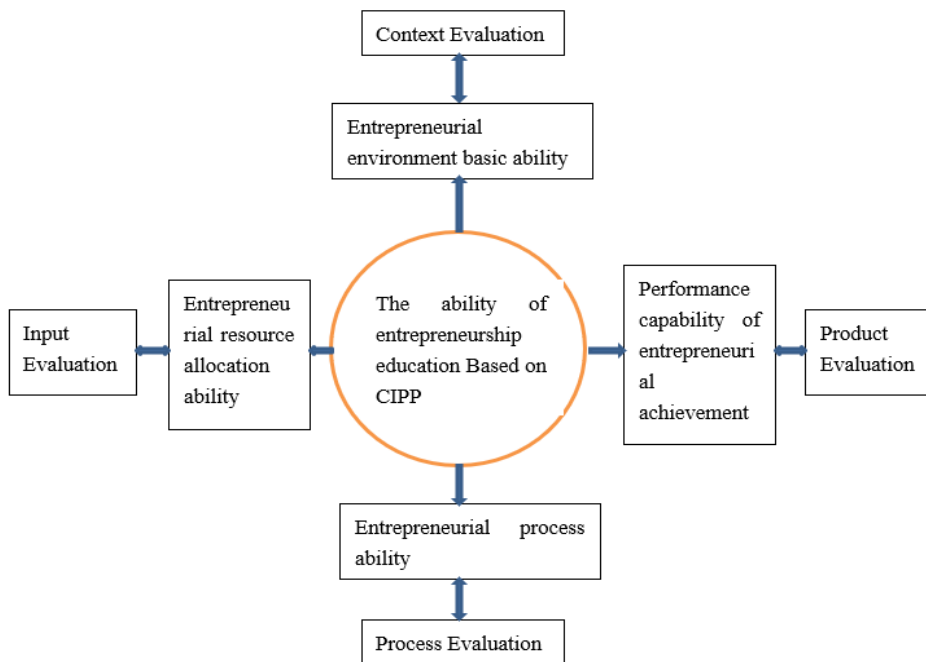 Context Evaluation
Entrepreneurial
environment basic ability
Input
Evaluation
Entrepreneu
rial resource
allocation
ability
The ability of
entrepreneurship
education Based on
CIPP
Performance
capability of
entrepreneuri
al
achievement
Product
Evaluation
Entrepreneurial process
ability
Process Evaluation